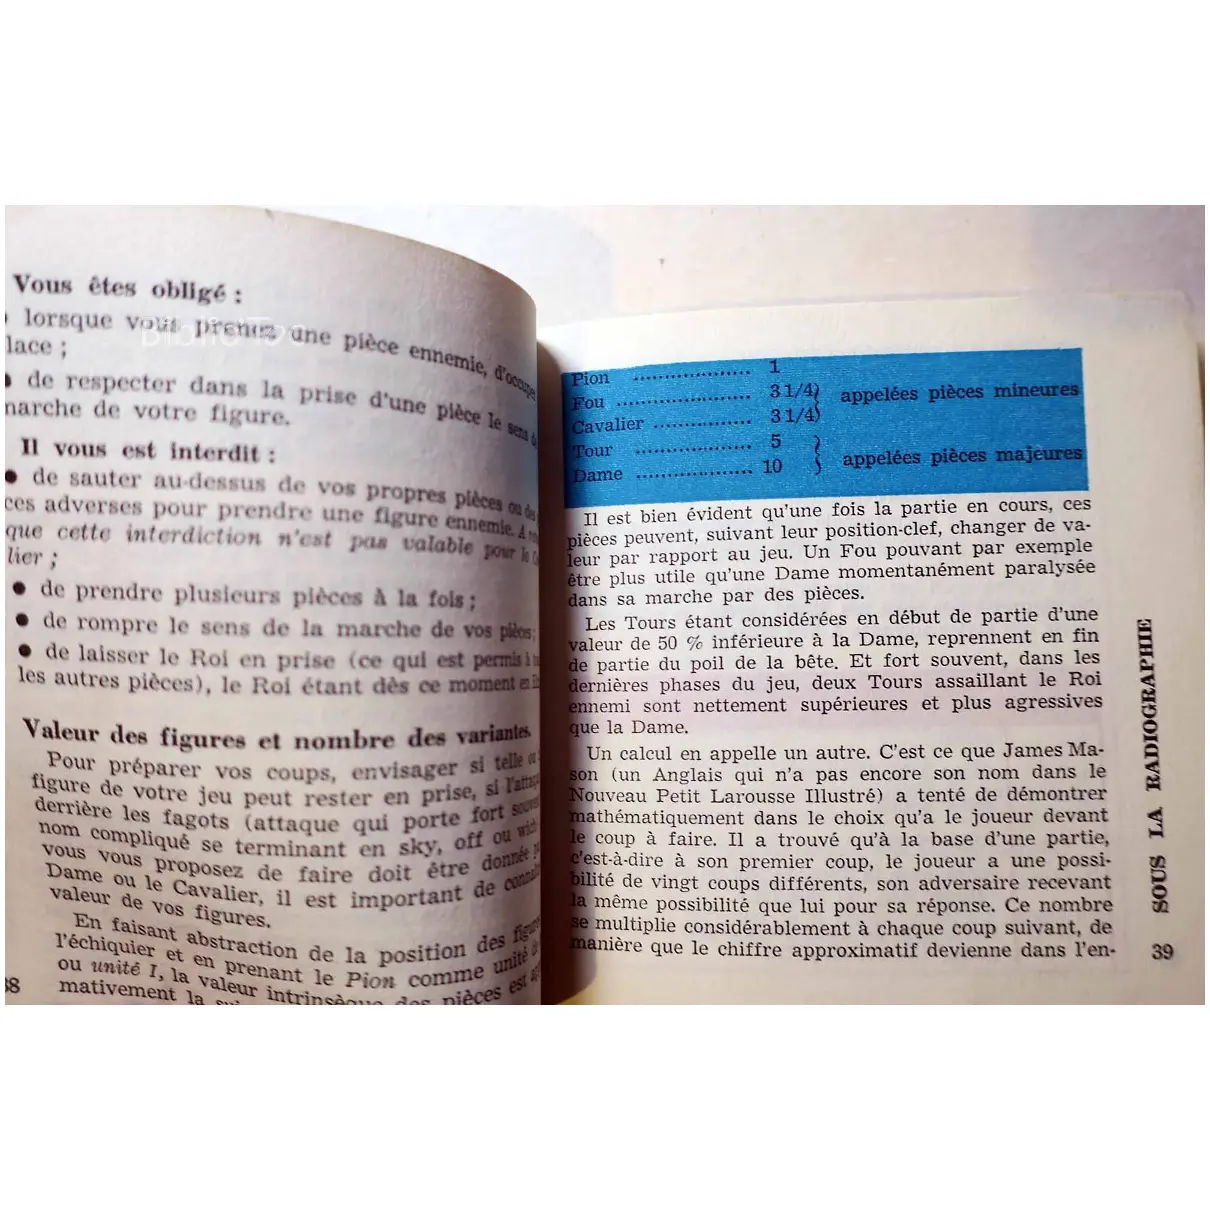 Vous êtes obligé :
lorsque vous prenez une pièce ennemie, d'occuper
lace ;
de respecter dans la prise d'une pièce le sens
marche de votre figure.
Il vous est interdit :
● de sauter au-dessus de vos propres pièces ou
ces adverses pour prendre une figure ennemie. A
que cette interdiction n'est pas valable pour le
lier ;
● de prendre plusieurs pièces à la fois ;
● de rompre le sens de la marche de vos pièces ;
● de laisser le Roi en prise (ce qui est permis à
les autres pièces), le Roi étant dès ce moment en
Valeur des figures et nombre des variantes.
Pour préparer vos coups, envisager si telle ou
figure de votre jeu peut rester en prise, si l'attaque
derrière les fagots (attaque qui porte fort souvent
nom compliqué se terminant en sky, off ou wich
vous vous proposez de faire doit être donnée
Dame ou le Cavalier, il est important de
valeur de vos figures.
En faisant abstraction de la position des figures
l'échiquier et en prenant le Pion comme unité de
ou unité I, la valeur intrinsèque des pièces est
mativement la
38
Pion .................... 1
Fou ....................... 3 1/4 } appelées pièces mineures
Cavalier ................. 3 1/4 }
Tour .................... 5 } appelées pièces majeures
Dame .................... 10 }
Il est bien évident qu'une fois la partie en cours, ces
pièces peuvent, suivant leur position-clef, changer de va-
leur par rapport au jeu. Un Fou pouvant par exemple
être plus utile qu'une Dame momentanément paralysée
dans sa marche par des pièces.
Les Tours étant considérées en début de partie d'une
valeur de 50 % inférieure à la Dame, reprennent en fin
de partie du poil de la bête. Et fort souvent, dans les
dernières phases du jeu, deux Tours assaillant le Roi
ennemi sont nettement supérieures et plus agressives
que la Dame.
Un calcul en appelle un autre. C'est ce que James Ma-
son (un Anglais qui n'a pas encore son nom dans le
Nouveau Petit Larousse Illustré) a tenté de démontrer
mathématiquement dans le choix qu'a le joueur devant
le coup à faire. Il a trouvé qu'à la base d'une partie,
c'est-à-dire à son premier coup, le joueur a une possi-
bilité de vingt coups différents, son adversaire recevant
la même possibilité que lui pour sa réponse. Ce nombre
se multiplie considérablement à chaque coup suivant, de
manière que le chiffre approximatif devienne dans l'en-
SOUS LA RADIOGRAPHIE
39